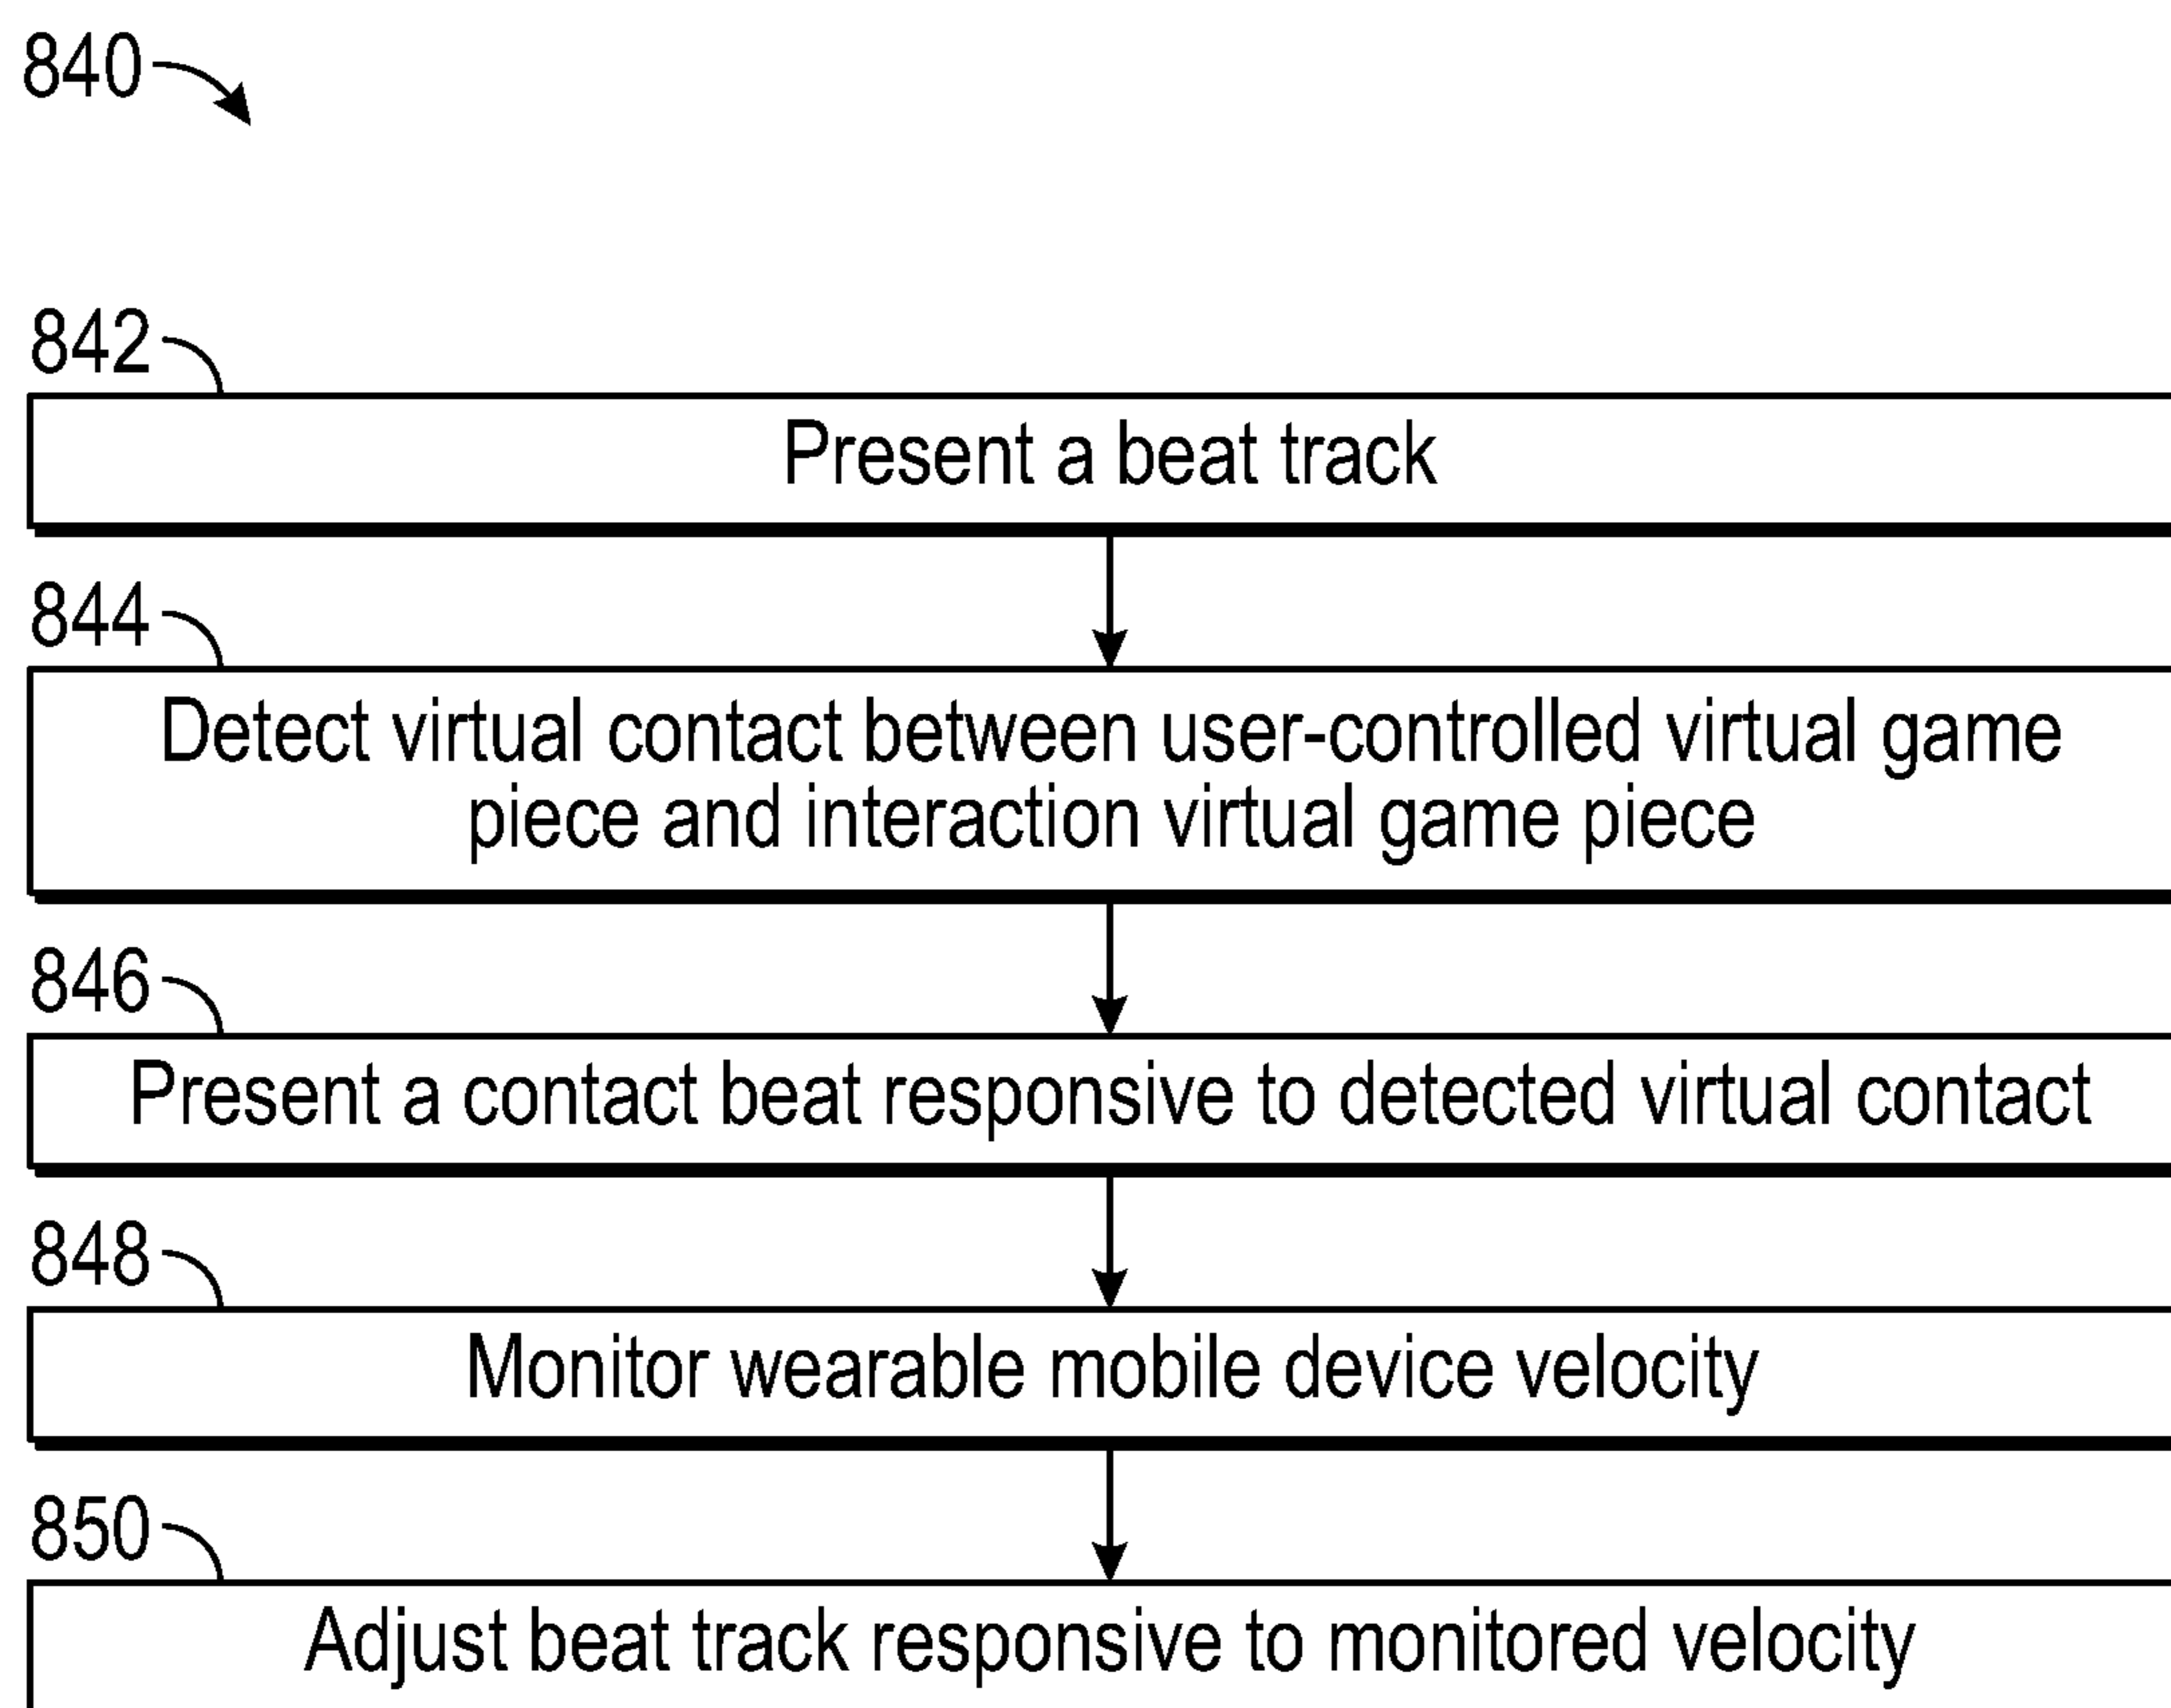 840
842
Present a beat track
844
Detect virtual contact between user-controlled virtual game
piece and interaction virtual game piece
846
Present a contact beat responsive to detected virtual contact
848
Monitor wearable mobile device velocity
850
Adjust beat track responsive to monitored velocity